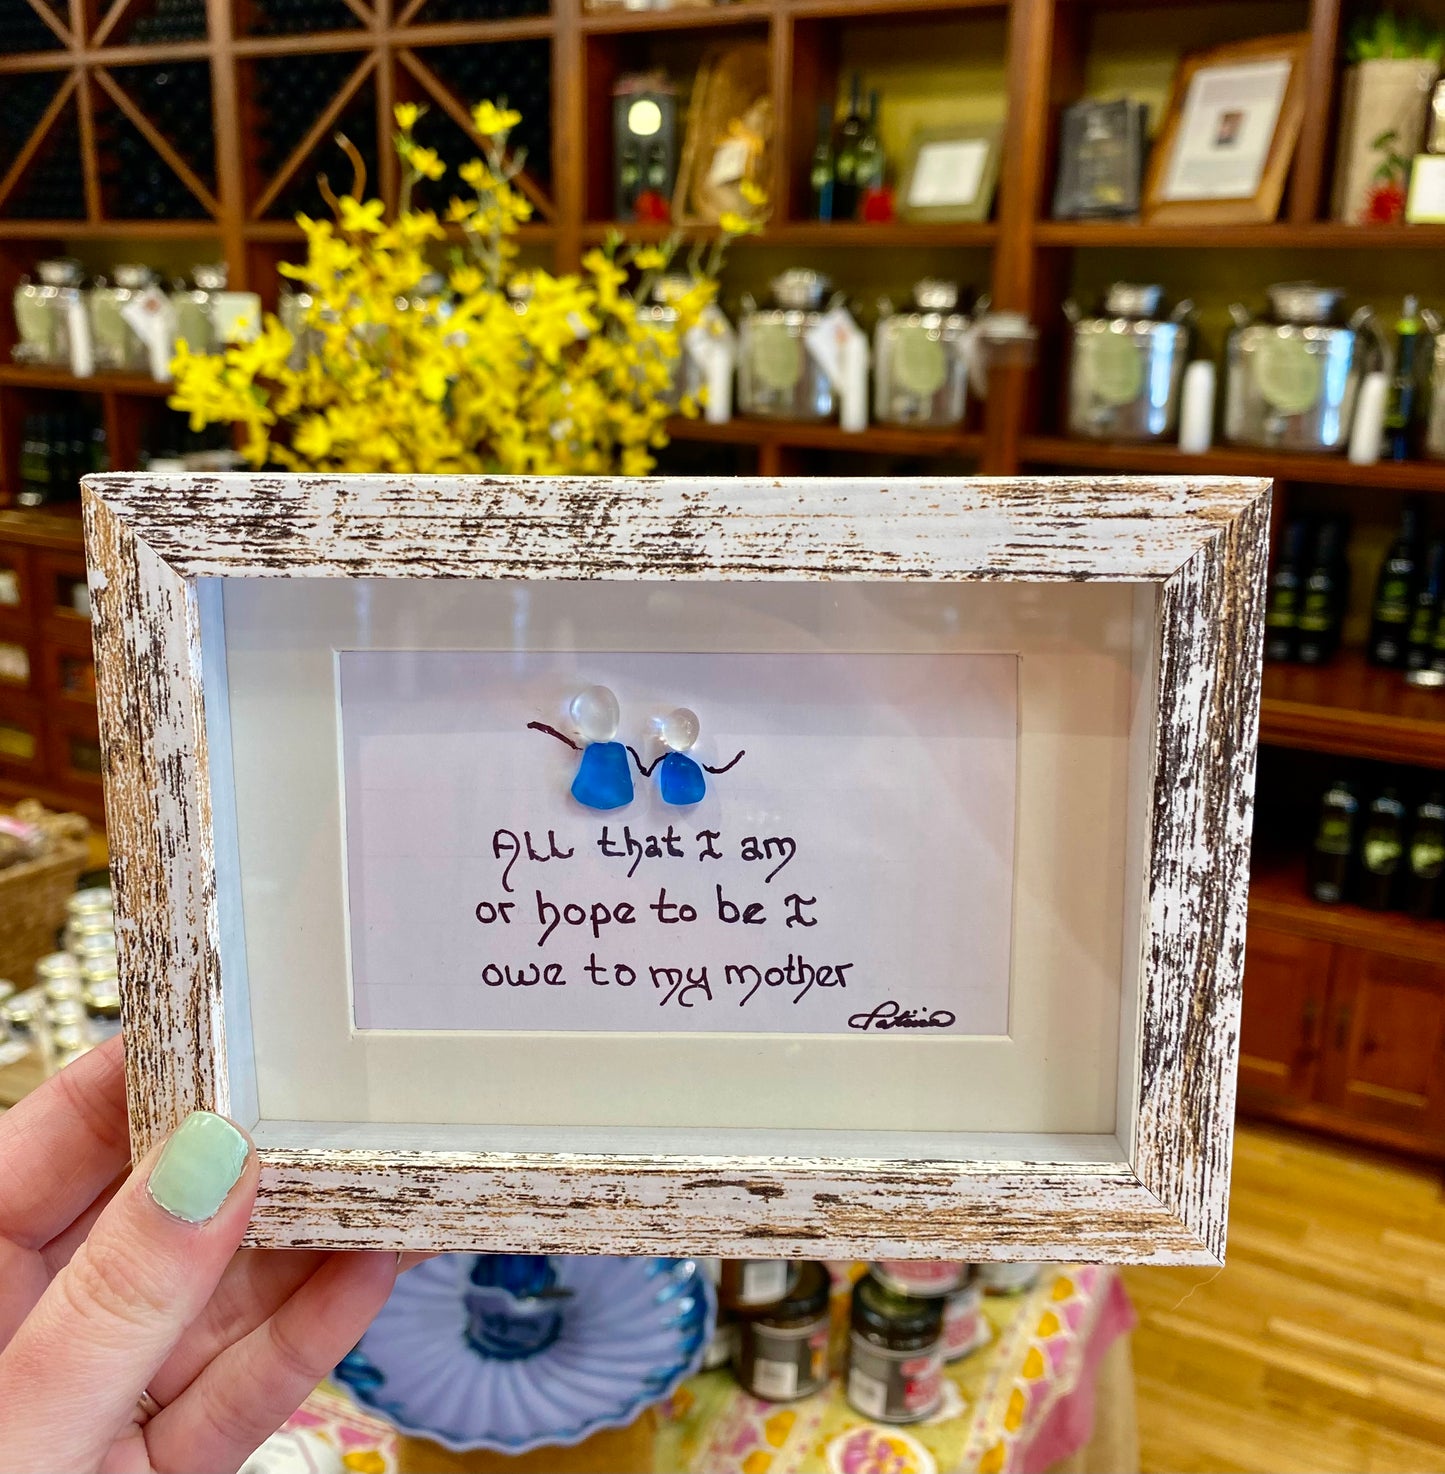 All that I am
or hope to be I
owe to my mother